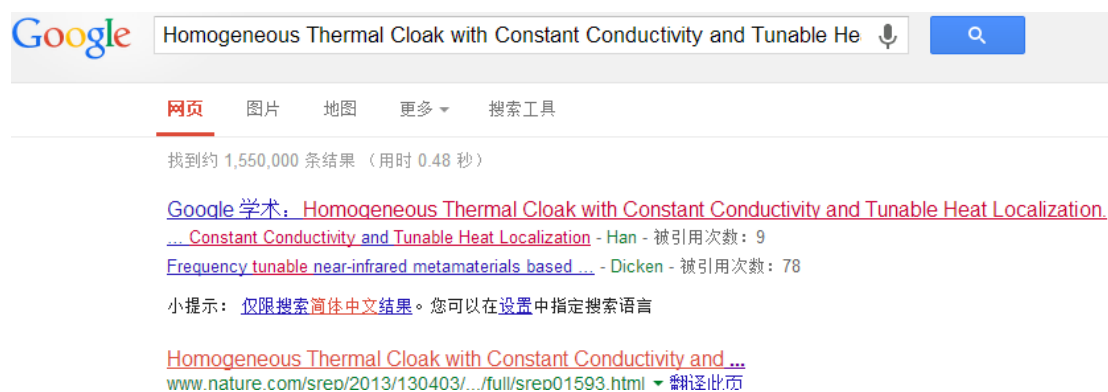 Google Homogeneous Thermal Cloak with Constant Conductivity and Tunable He
网页 图片 地图 更多 搜索工具
找到约 1,550,000 条结果 （用时 0.48 秒）
Google 学术：Homogeneous Thermal Cloak with Constant Conductivity and Tunable Heat Localization.
... Constant Conductivity and Tunable Heat Localization - Han - 被引用次数：9
Frequency tunable near-infrared metamaterials based ... - Dicken - 被引用次数：78
小提示： 仅限搜索简体中文结果。您可以在设置中指定搜索语言
Homogeneous Thermal Cloak with Constant Conductivity and ...
www.nature.com/srep/2013/130403/.../full/srep01593.html 翻译此页